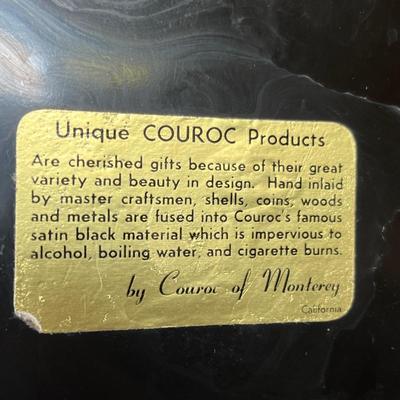 Unique COUROC Products
Are cherished gifts because of their great
variety and beauty in design. Hand inlaid
by master craftsmen, shells, coins, woods
and metals are fused into Couroc's famous
satin black material which is impervious to
alcohol, boiling water, and cigarette burns.
by Couroc of Monterey
California